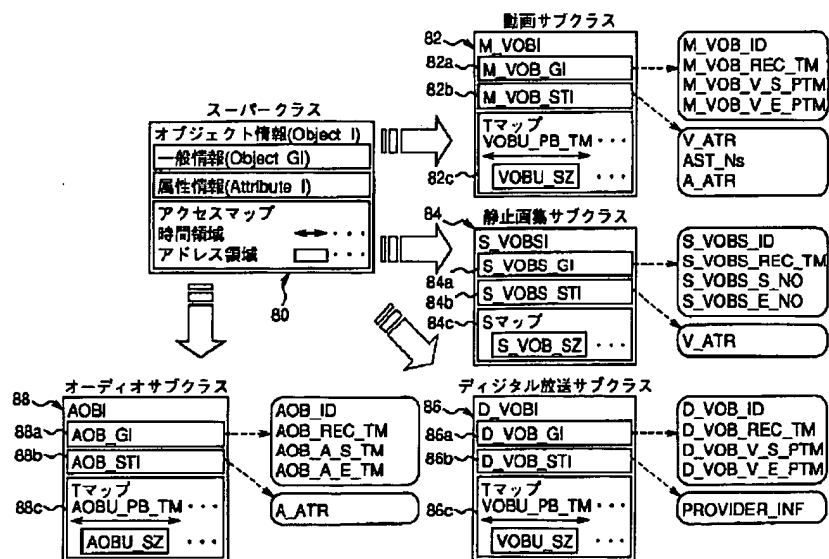 動画サブクラス
82
M_VOBI
82a
M_VOB_GI
82b
M_VOB_STI
Tマップ
VOBU_PB_TM ・・・
VOBU_SZ ・・・
82c
M_VOB_ID
M_VOB_REC_TM
M_VOB_V_S_PTM
M_VOB_V_E_PTM
V_ATR
AST_Ns
A_ATR
スーパークラス
オブジェクト情報(Object I)
一般情報(Object GI)
属性情報(Attribute I)
アクセスマップ
時間領域 ・・・
アドレス領域 ・・・
80
静止画集サブクラス
84
S_VOBSI
S_VOBS_GI
84a
S_VOBS_STI
84b
Sマップ
84c
S_VOB_SZ ・・・
S_VOBS_ID
S_VOBS_REC_TM
S_VOBS_S_NO
S_VOBS_E_NO
V_ATR
オーディオサブクラス
88
AOBI
88a
AOB_GI
88b
AOB_STI
Tマップ
88c
AOBU_PB_TM ・・・
AOBU_SZ ・・・
AOB_ID
AOB_REC_TM
AOB_A_S_TM
AOB_A_E_TM
A_ATR
ディジタル放送サブクラス
86
D_VOBI
86a
D_VOB_GI
86b
D_VOB_STI
Tマップ
86c
VOBU_PB_TM ・・・
VOBU_SZ ・・・
D_VOB_ID
D_VOB_REC_TM
D_VOB_V_S_PTM
D_VOB_V_E_PTM
PROVIDER_INF